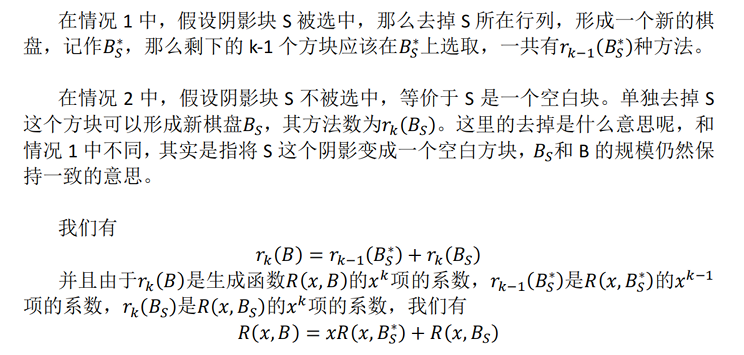 在情况 1 中，假设阴影块 S 被选中，那么去掉 S 所在行列，形成一个新的棋
盘，记作$B_S^*$，那么剩下的 k-1 个方块应该在$B_S^*$上选取，一共有$r_{k-1}(B_S^*)$种方法。
在情况 2 中，假设阴影块 S 不被选中，等价于 S 是一个空白块。单独去掉 S
这个方块可以形成新棋盘$B_S$，其方法数为$r_k(B_S)$。这里的去掉是什么意思呢，和
情况 1 中不同，其实是指将 S 这个阴影变成一个空白方块，$B_S$和 B 的规模仍然保
持一致的意思。
我们有
$r_k(B) = r_{k-1}(B_S^*) + r_k(B_S)$
并且由于$r_k(B)$是生成函数$R(x, B)$的$x^k$项的系数，$r_{k-1}(B_S^*)$是$R(x, B_S^*)$的$x^{k-1}$
项的系数，$r_k(B_S)$是$R(x, B_S)$的$x^k$项的系数，我们有
$R(x, B) = xR(x, B_S^*) + R(x, B_S)$